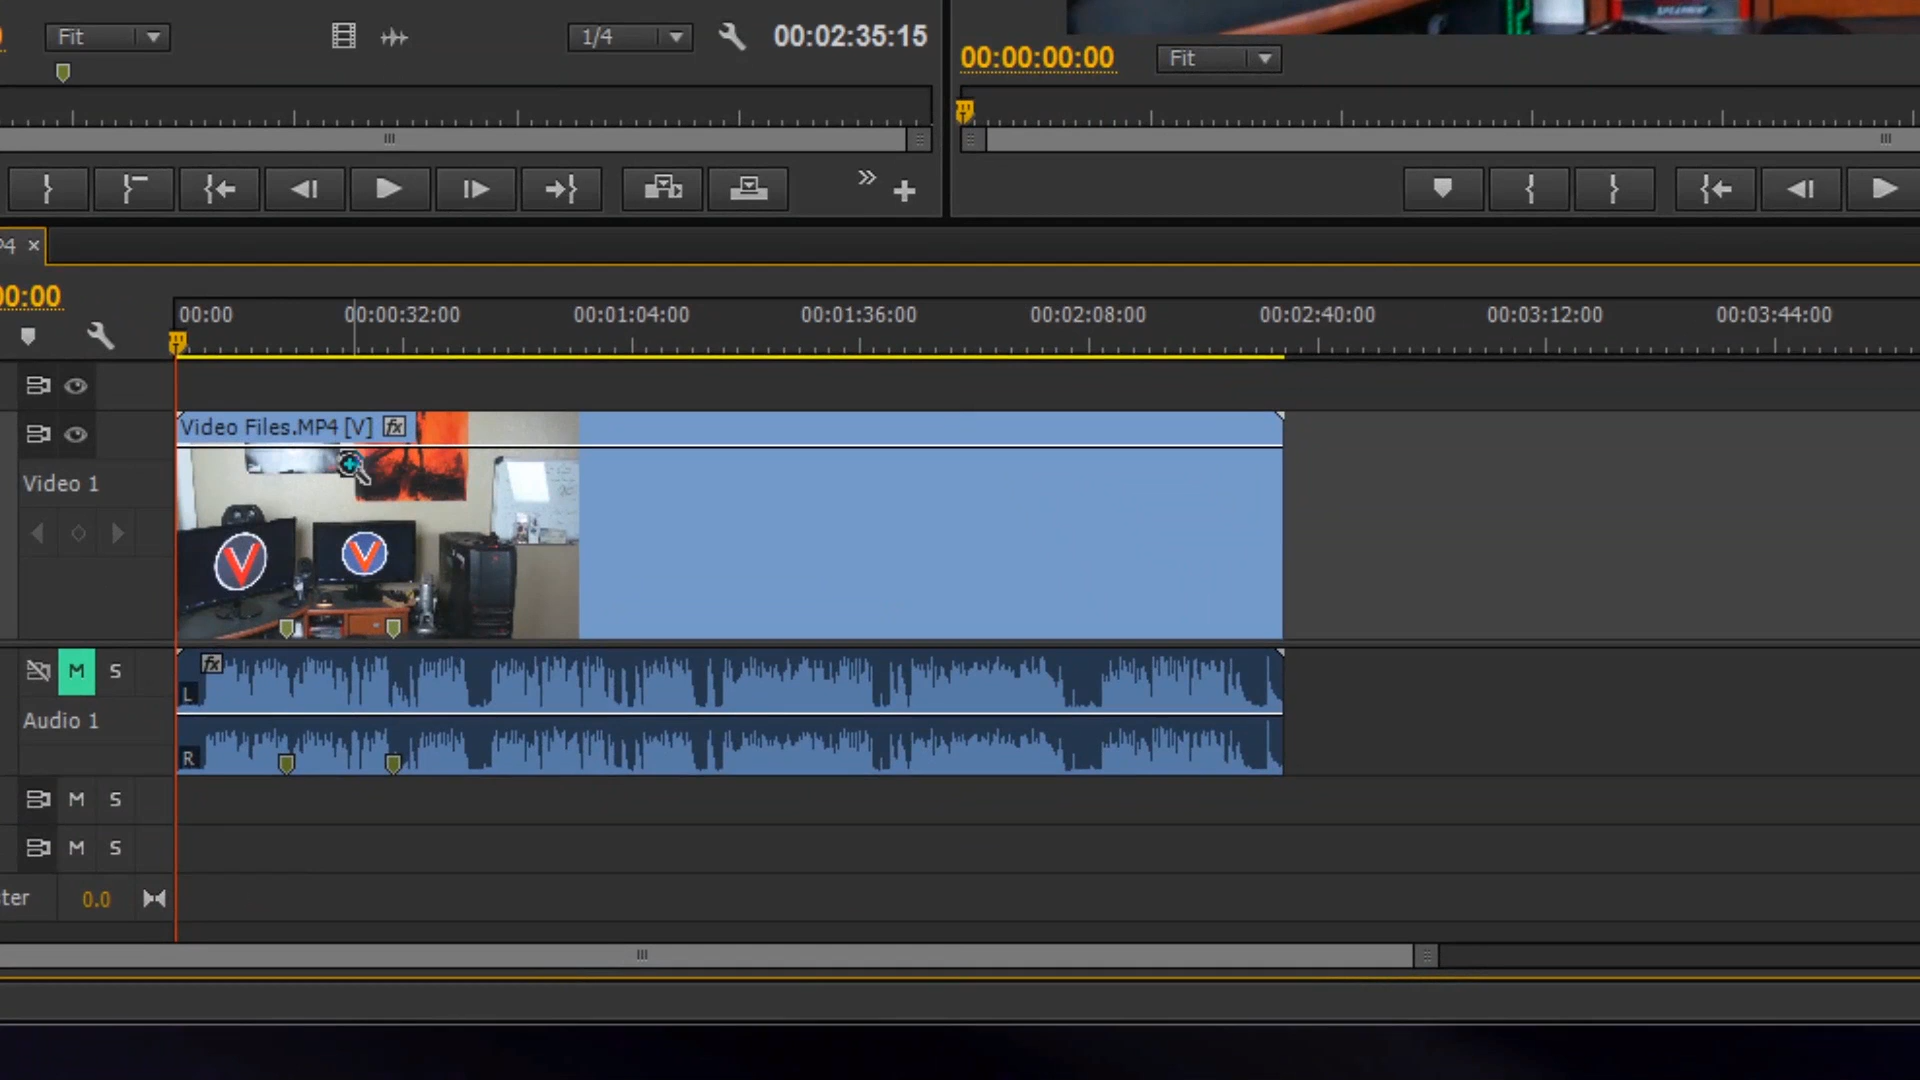 Fit
1/4
00:02:35:15
00:00:00:00
Fit
P4 ×
00:00
00:00
00:00:32:00
00:01:04:00
00:01:36:00
00:02:08:00
00:02:40:00
00:03:12:00
00:03:44:00
Video Files.MP4 [V] fx
Video 1
V
V
M S
fx
L
Audio 1
R
M S
M S
ter
0.0